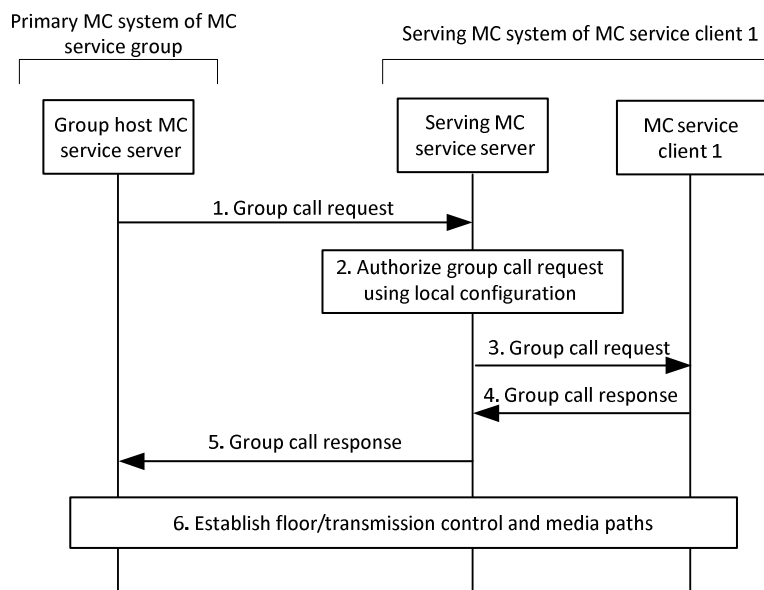 Primary MC system of MC
service group
Serving MC system of MC service client 1
Group host MC
service server
Serving MC
service server
MC service
client 1
1. Group call request
2. Authorize group call request
using local configuration
3. Group call request
4. Group call response
5. Group call response
6. Establish floor/transmission control and media paths